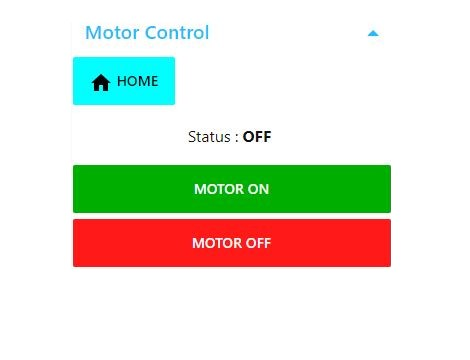 Motor Control
HOME
Status : OFF
MOTOR ON
MOTOR OFF